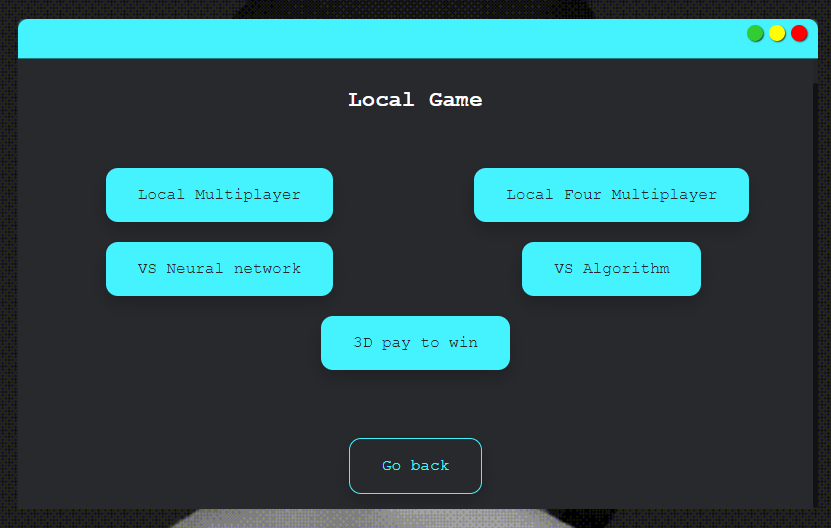 Local Game
Local Multiplayer
Local Four Multiplayer
VS Neural network
VS Algorithm
3D pay to win
Go back